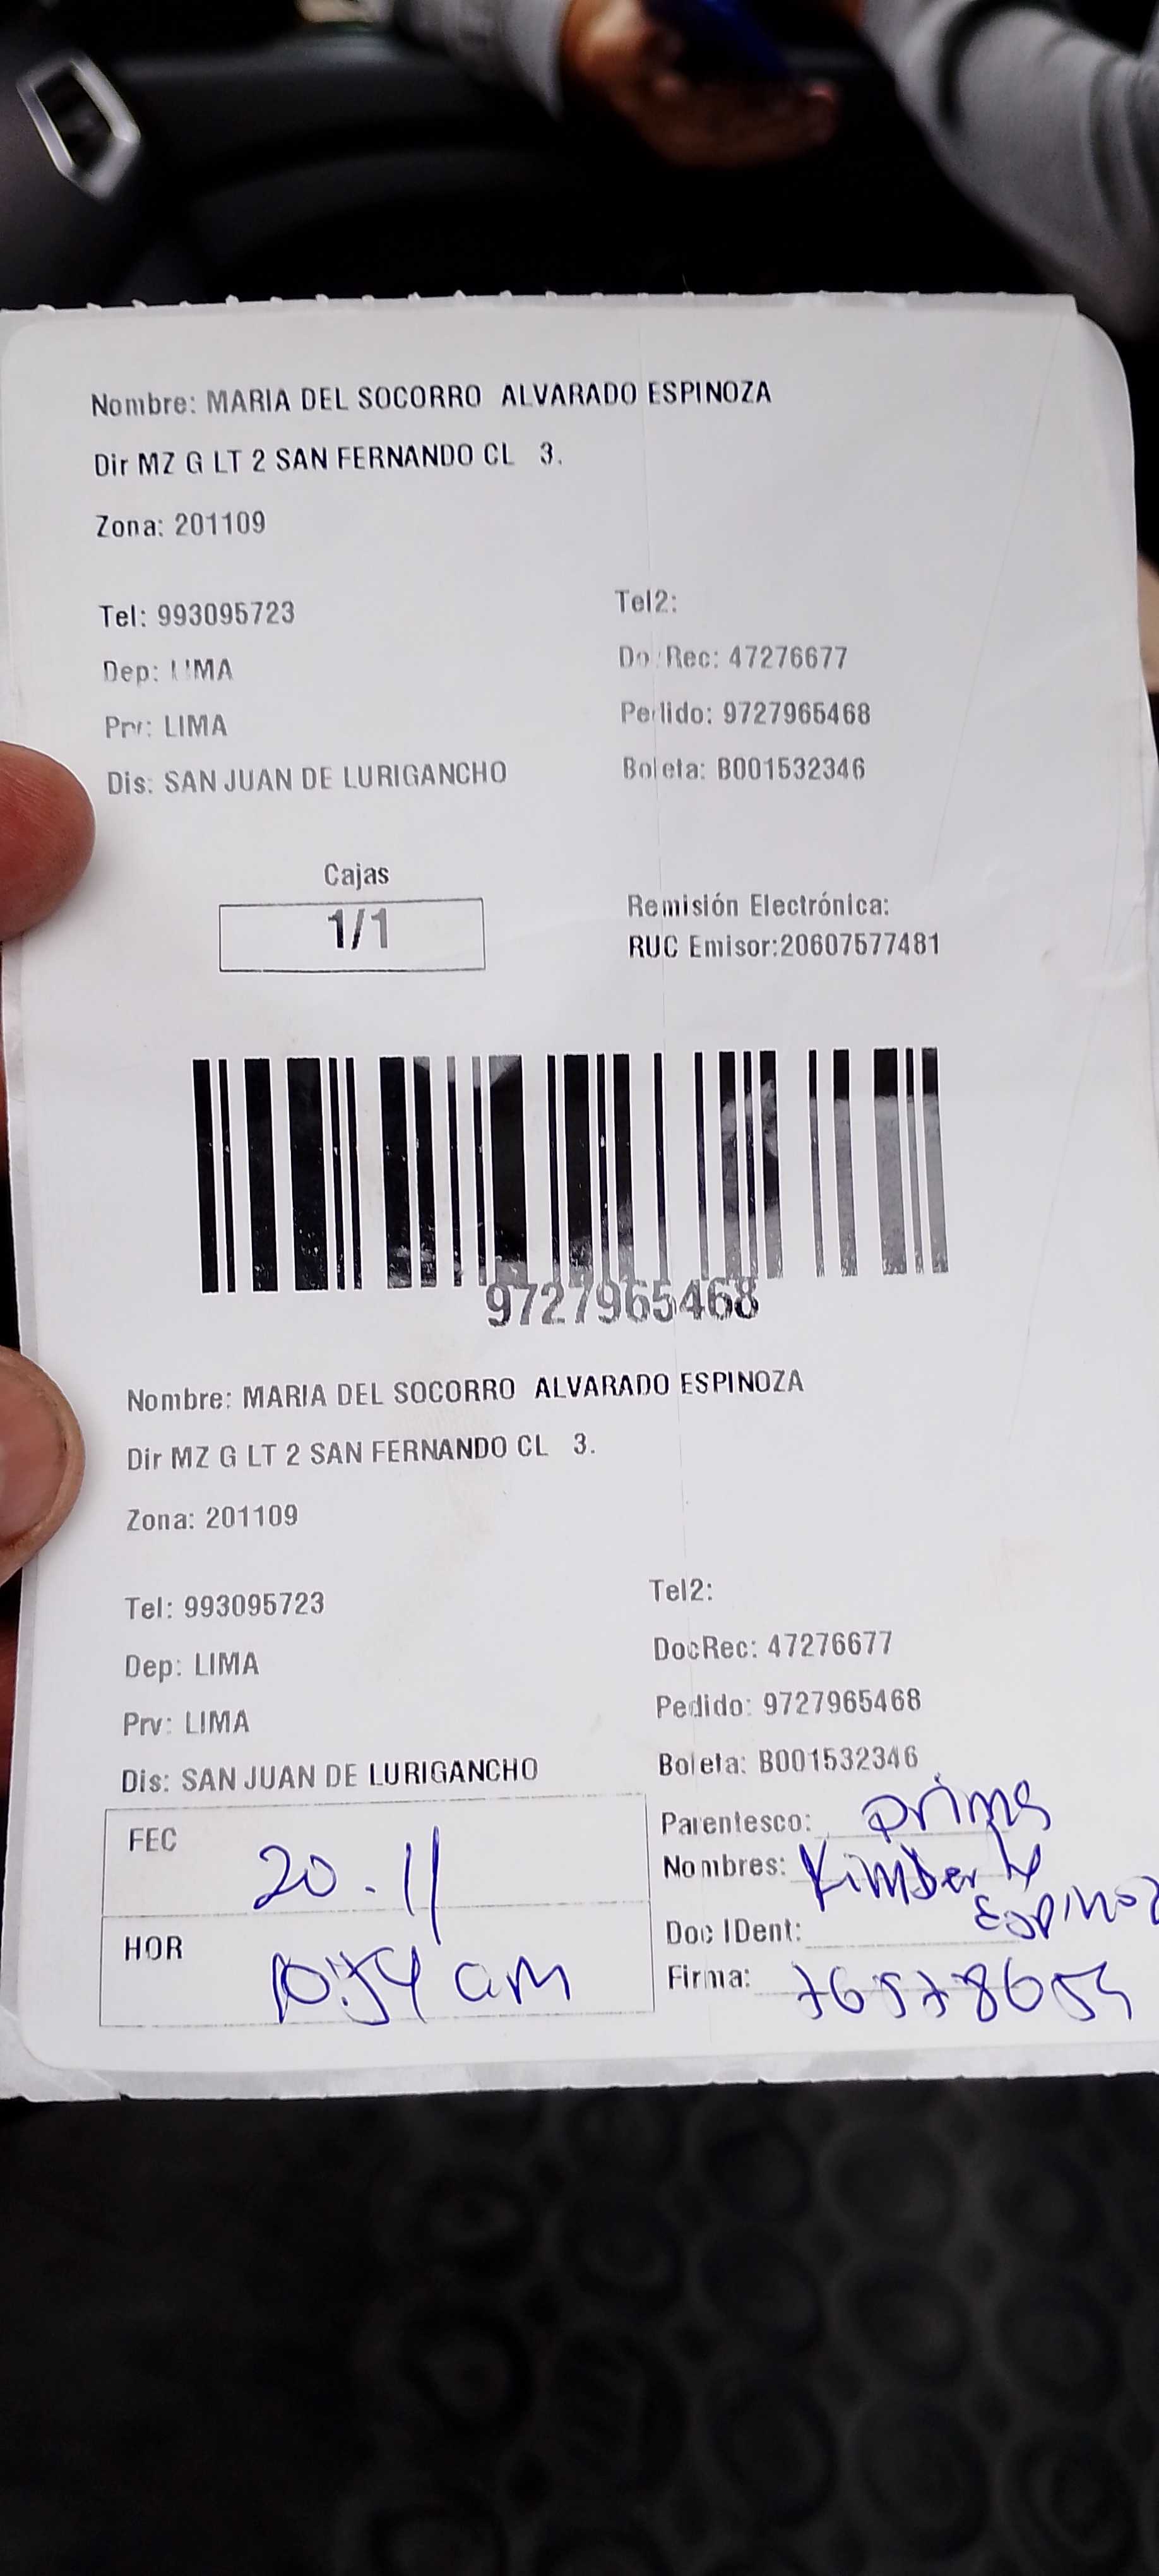 Nombre: MARIA DEL SOCORRO ALVARADO ESPINOZA
Dir MZ G LT 2 SAN FERNANDO CL 3.
Zona: 201109
Tel: 993095723
Tel2:
Dep: LIMA
Doc Rec: 47276677
Prv: LIMA
Pedido: 9727965468
Dis: SAN JUAN DE LURIGANCHO
Boleta: B001532346
Cajas
1/1
Remisión Electrónica:
RUC Emisor:20607577481
9727965468
Nombre: MARIA DEL SOCORRO ALVARADO ESPINOZA
Dir MZ G LT 2 SAN FERNANDO CL 3.
Zona: 201109
Tel: 993095723
Tel2:
Dep: LIMA
DocRec: 47276677
Prv: LIMA
Pedido: 9727965468
Dis: SAN JUAN DE LURIGANCHO
Boleta: B001532346
FEC 20.11
HOR 10:54 am
Parentesco: prima
Nombres: Kimberly
Espinoz
Doc IDent:
Firma: 76578654